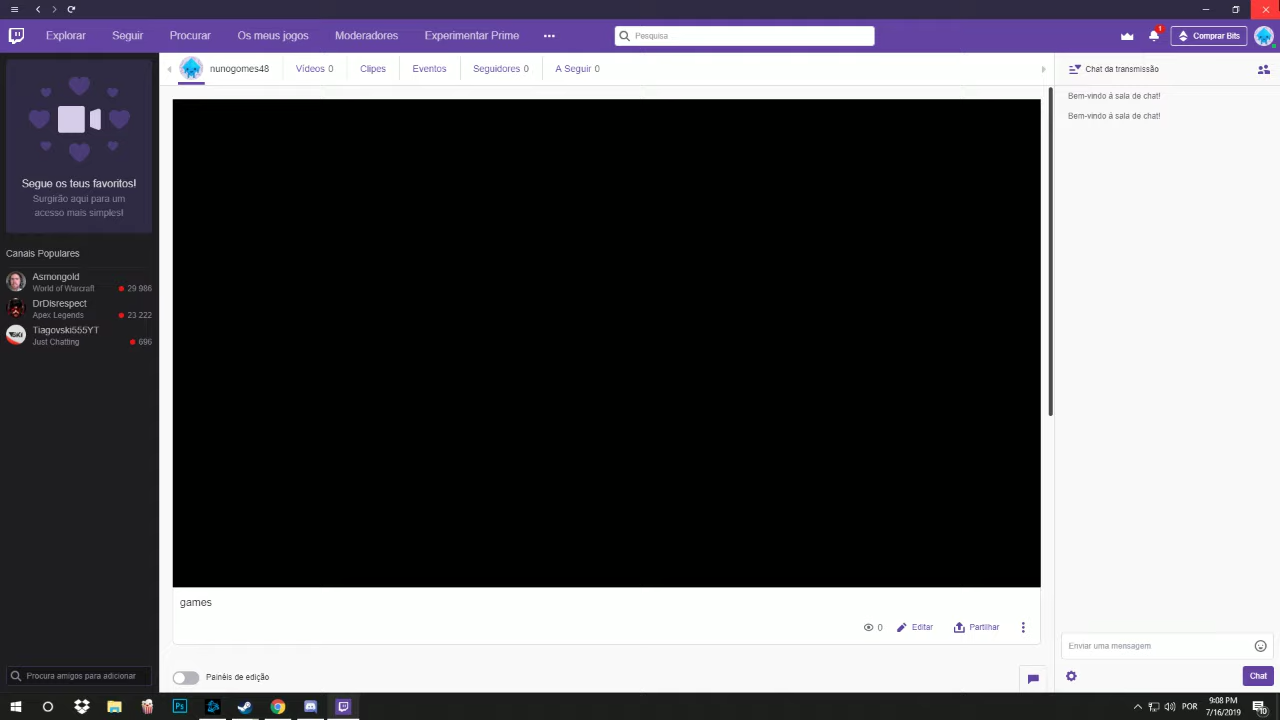 Explorar
Seguir
Procurar
Os meus jogos
Moderadores
Experimentar Prime
Pesquisa
1
Comprar Bits
Segue os teus favoritos!
Surgirão aqui para um
acesso mais simples!
Canais Populares
Asmongold
World of Warcraft 29 986
DrDisrespect
Apex Legends 23 222
Tiagovski555YT
Just Chatting 696
Procura amigos para adicionar
nunogomes48
Vídeos 0
Clipes
Eventos
Seguidores 0
A Seguir 0
games
0
Editar
Partilhar
Painéis de edição
Chat da transmissão
Bem-vindo á sala de chat!
Bem-vindo á sala de chat!
Enviar uma mensagem
Chat
Ps
POR
9:08 PM
7/16/2019
10